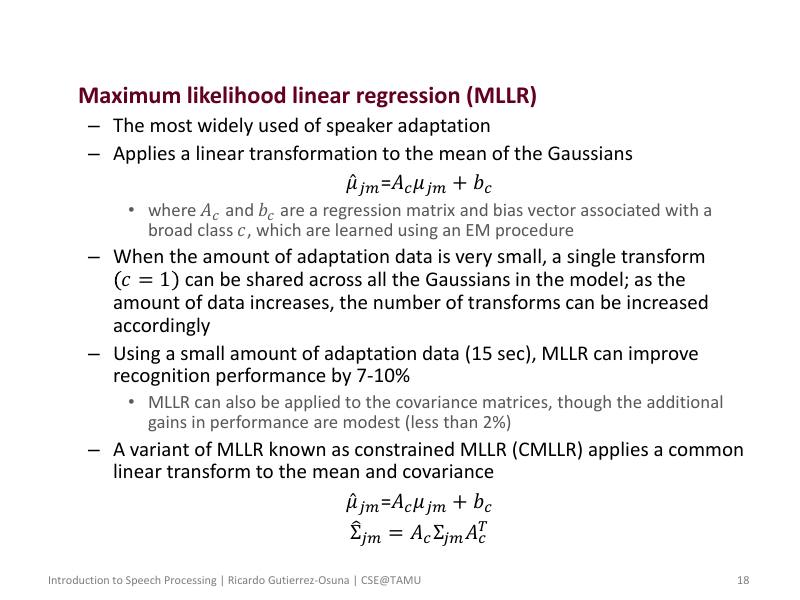 Maximum likelihood linear regression (MLLR)
– The most widely used of speaker adaptation
– Applies a linear transformation to the mean of the Gaussians
μ̂ⱼₘ=A_cμⱼₘ + b_c
• where A_c and b_c are a regression matrix and bias vector associated with a
broad class c, which are learned using an EM procedure
– When the amount of adaptation data is very small, a single transform
(c = 1) can be shared across all the Gaussians in the model; as the
amount of data increases, the number of transforms can be increased
accordingly
– Using a small amount of adaptation data (15 sec), MLLR can improve
recognition performance by 7-10%
• MLLR can also be applied to the covariance matrices, though the additional
gains in performance are modest (less than 2%)
– A variant of MLLR known as constrained MLLR (CMLLR) applies a common
linear transform to the mean and covariance
μ̂ⱼₘ=A_cμⱼₘ + b_c
Σ̂ⱼₘ = A_cΣⱼₘA_c^T
Introduction to Speech Processing | Ricardo Gutierrez-Osuna | CSE@TAMU 18